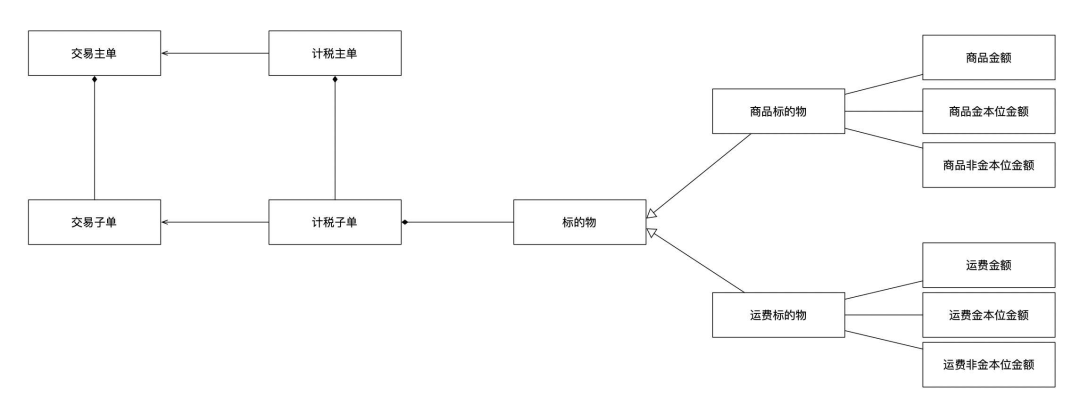 交易主单
计税主单
交易子单
计税子单
标的物
商品标的物
商品金额
商品金本位金额
商品非金本位金额
运费标的物
运费金额
运费金本位金额
运费非金本位金额